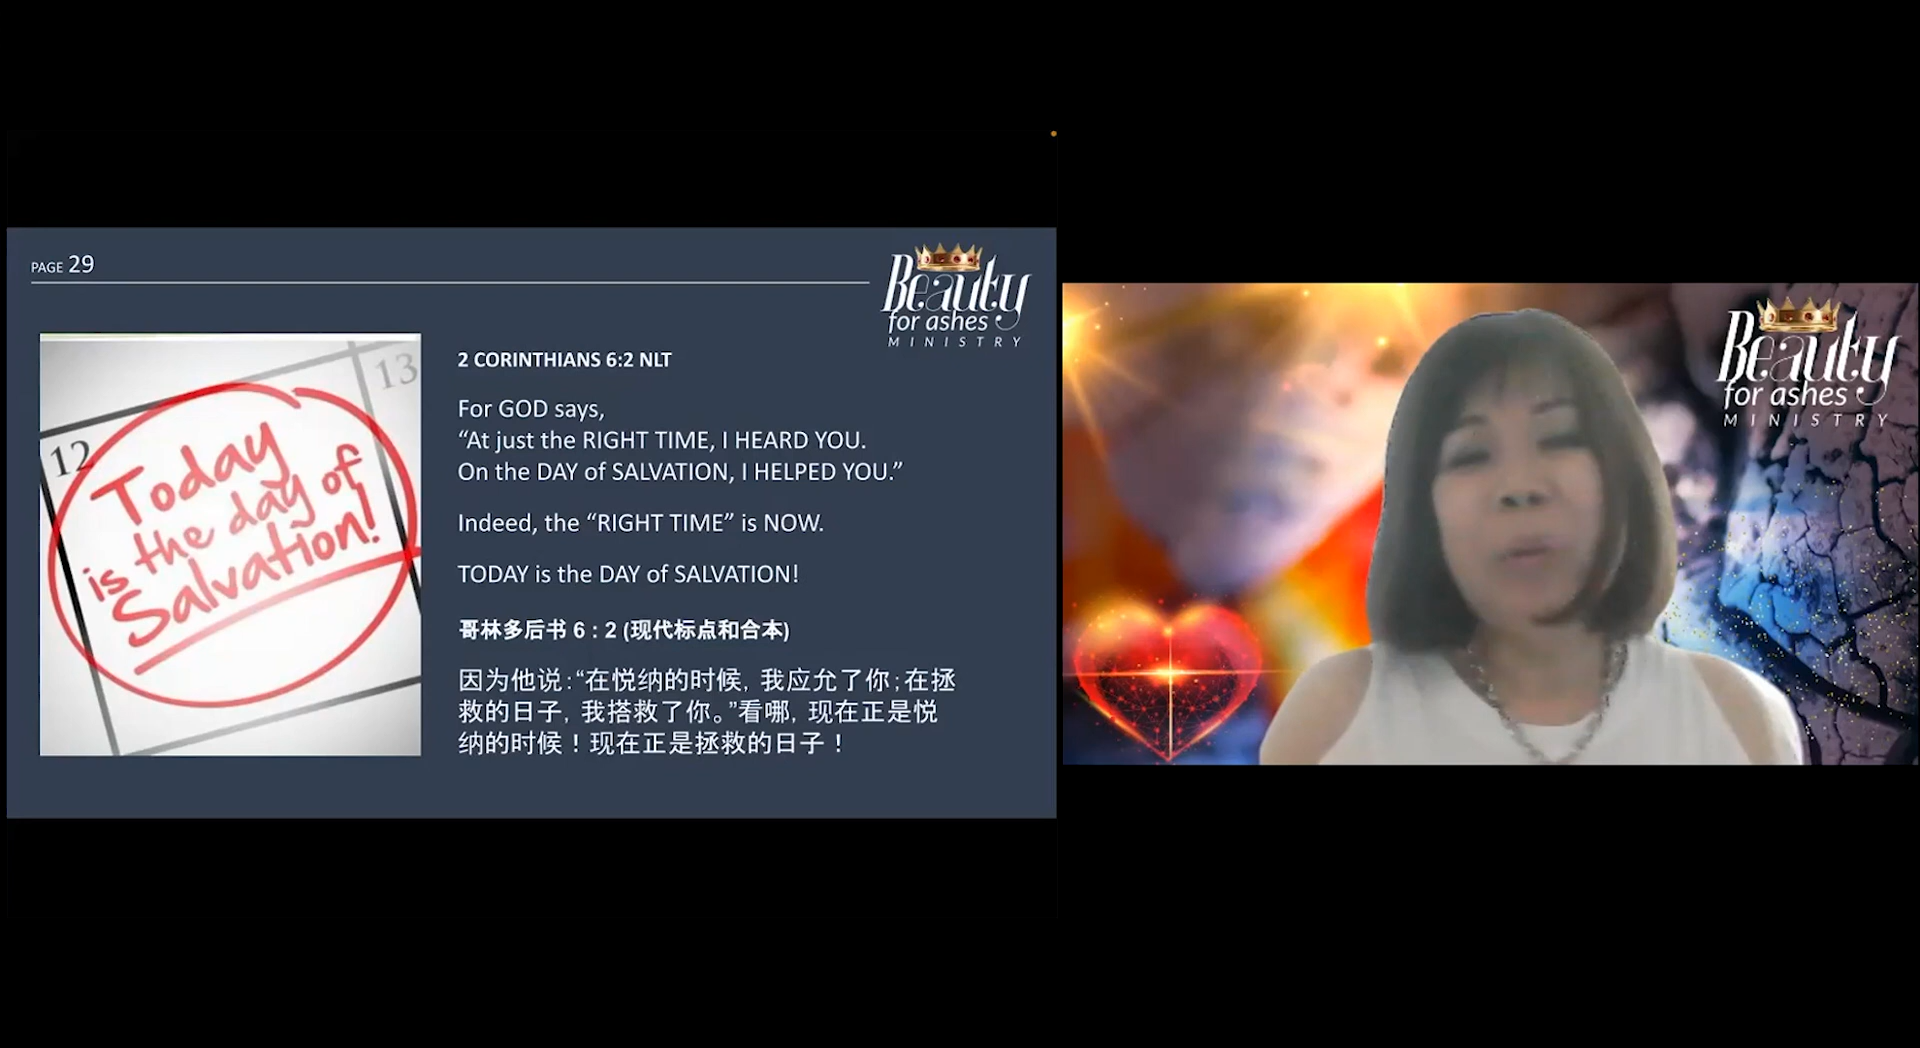 PAGE 29
Beauty
for ashes
MINISTRY
12
13
Today
is the day of
Salvation!
2 CORINTHIANS 6:2 NLT
For GOD says,
“At just the RIGHT TIME, I HEARD YOU.
On the DAY of SALVATION, I HELPED YOU.”
Indeed, the “RIGHT TIME” is NOW.
TODAY is the DAY of SALVATION!
哥林多后书 6 : 2 (现代标点和合本)
因为他说：“在悦纳的时候，我应允了你；在拯
救的日子，我搭救了你。”看哪，现在正是悦
纳的时候！现在正是拯救的日子！
Beauty
for ashes
MINISTRY